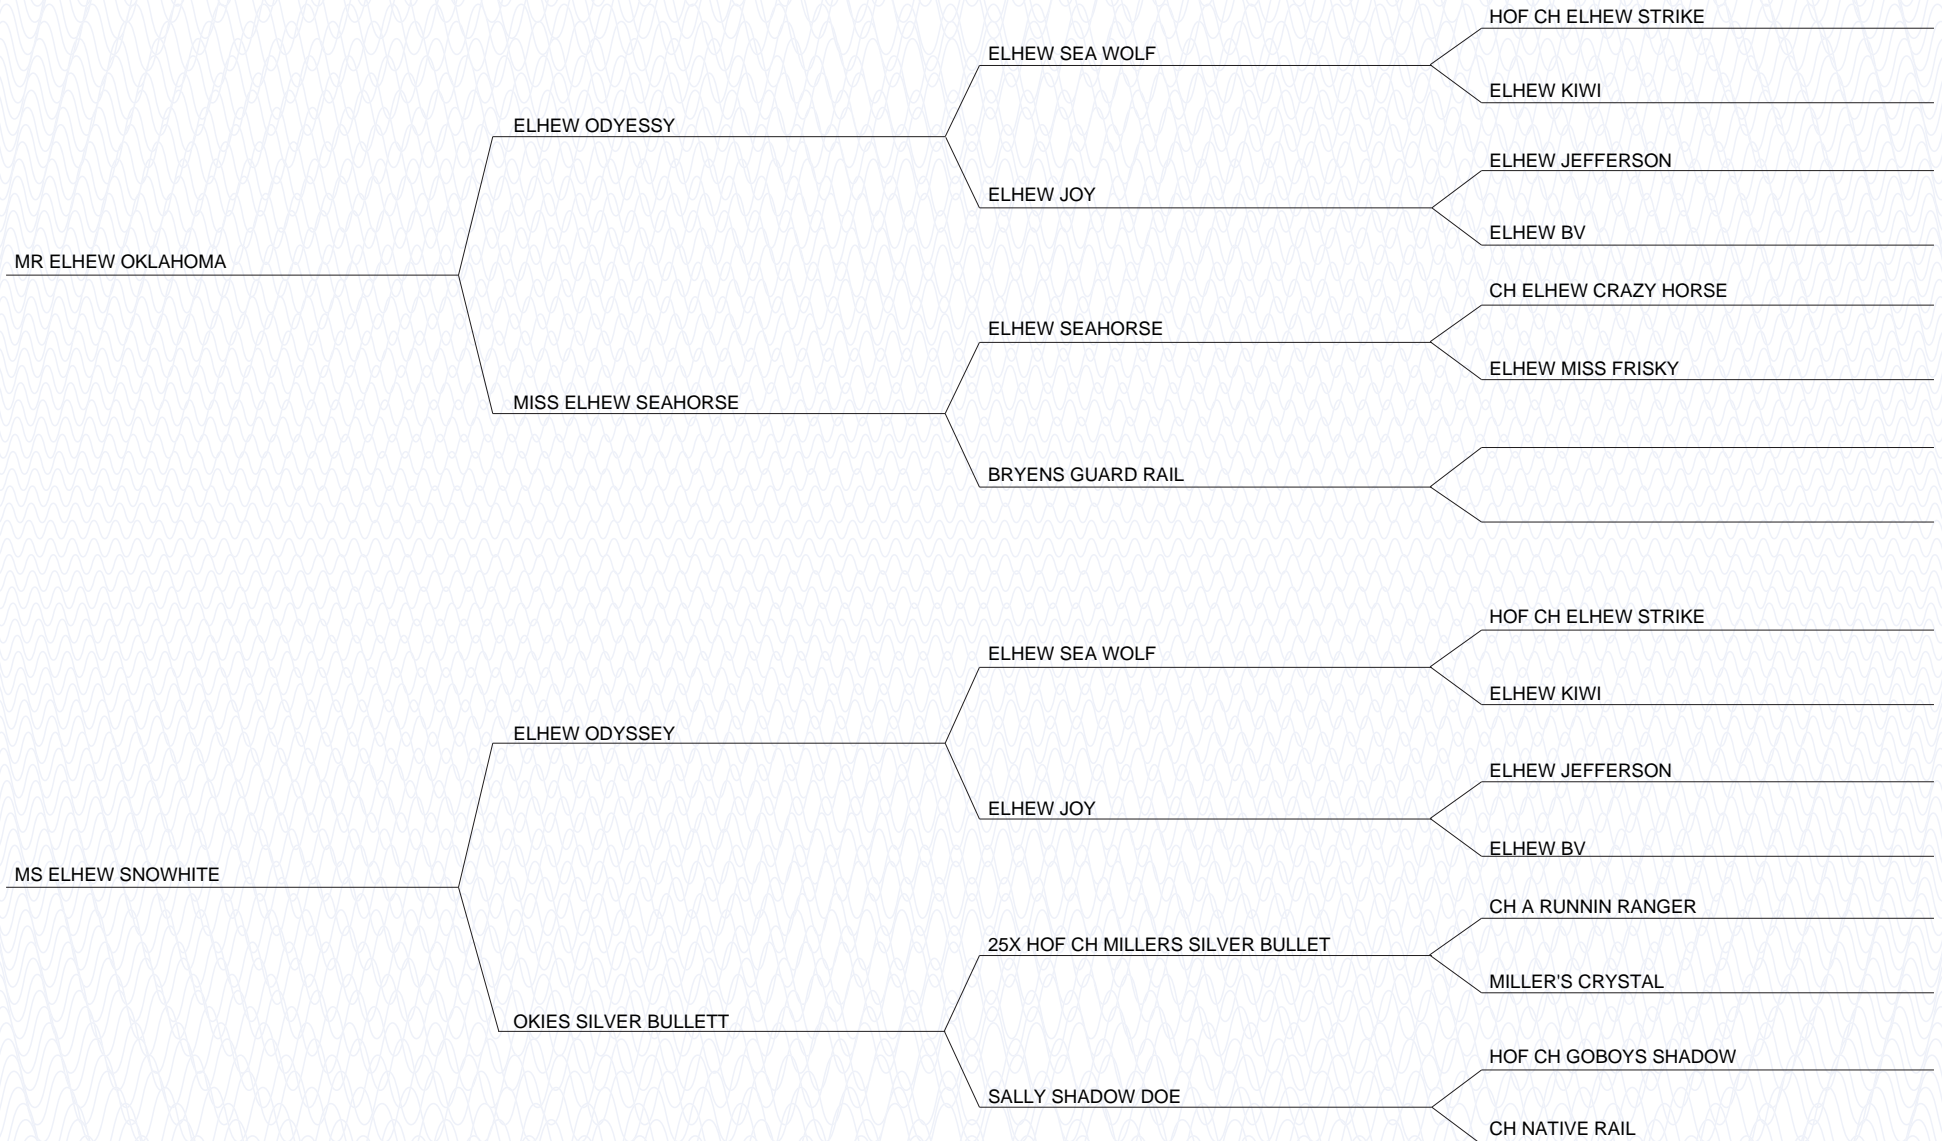 HOF CH ELHEW STRIKE
ELHEW SEA WOLF
ELHEW KIWI
ELHEW ODYESSY
ELHEW JEFFERSON
ELHEW JOY
ELHEW BV
MR ELHEW OKLAHOMA
CH ELHEW CRAZY HORSE
ELHEW SEAHORSE
ELHEW MISS FRISKY
MISS ELHEW SEAHORSE
BRYENS GUARD RAIL
HOF CH ELHEW STRIKE
ELHEW SEA WOLF
ELHEW KIWI
ELHEW ODYSSEY
ELHEW JEFFERSON
ELHEW JOY
ELHEW BV
MS ELHEW SNOWHITE
CH A RUNNIN RANGER
25X HOF CH MILLERS SILVER BULLET
MILLER'S CRYSTAL
OKIES SILVER BULLETT
HOF CH GOBOYS SHADOW
SALLY SHADOW DOE
CH NATIVE RAIL